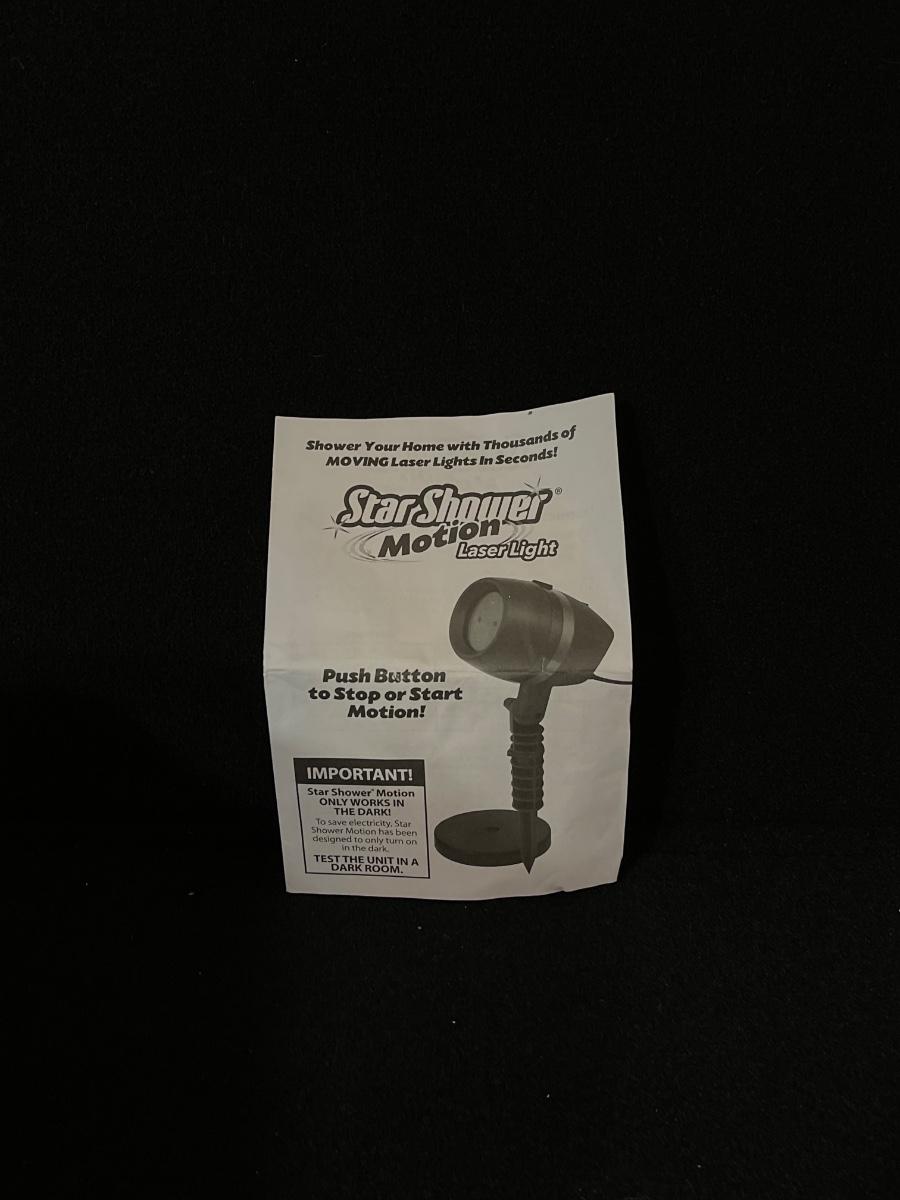 Shower Your Home with Thousands of
MOVING Laser Lights In Seconds!
Star Shower®
Motion
Laser Light
Push Button
to Stop or Start
Motion!
IMPORTANT!
Star Shower® Motion
ONLY WORKS IN
THE DARK!
To save electricity, Star
Shower Motion has been
designed to only turn on
in the dark.
TEST THE UNIT IN A
DARK ROOM.